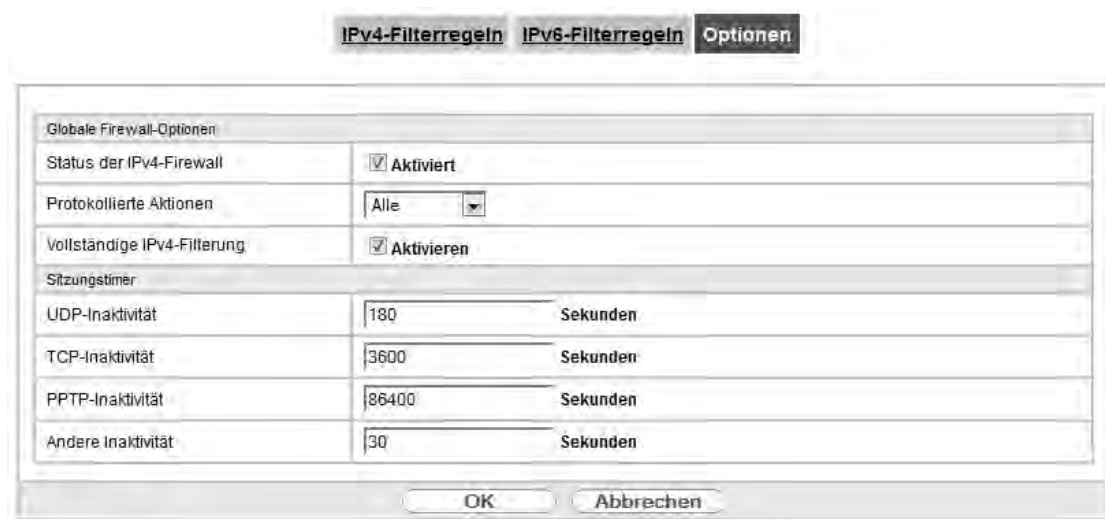 IPv4-Filterregeln IPv6-Filterregeln Optionen
Globale Firewall-Optionen
Status der IPv4-Firewall Aktiviert
Protokollierte Aktionen Alle
Vollständige IPv4-Filterung Aktivieren
Sitzungstimer
UDP-Inaktivität 180 Sekunden
TCP-Inaktivität 3600 Sekunden
PPTP-Inaktivität 86400 Sekunden
Andere Inaktivität 30 Sekunden
OK Abbrechen